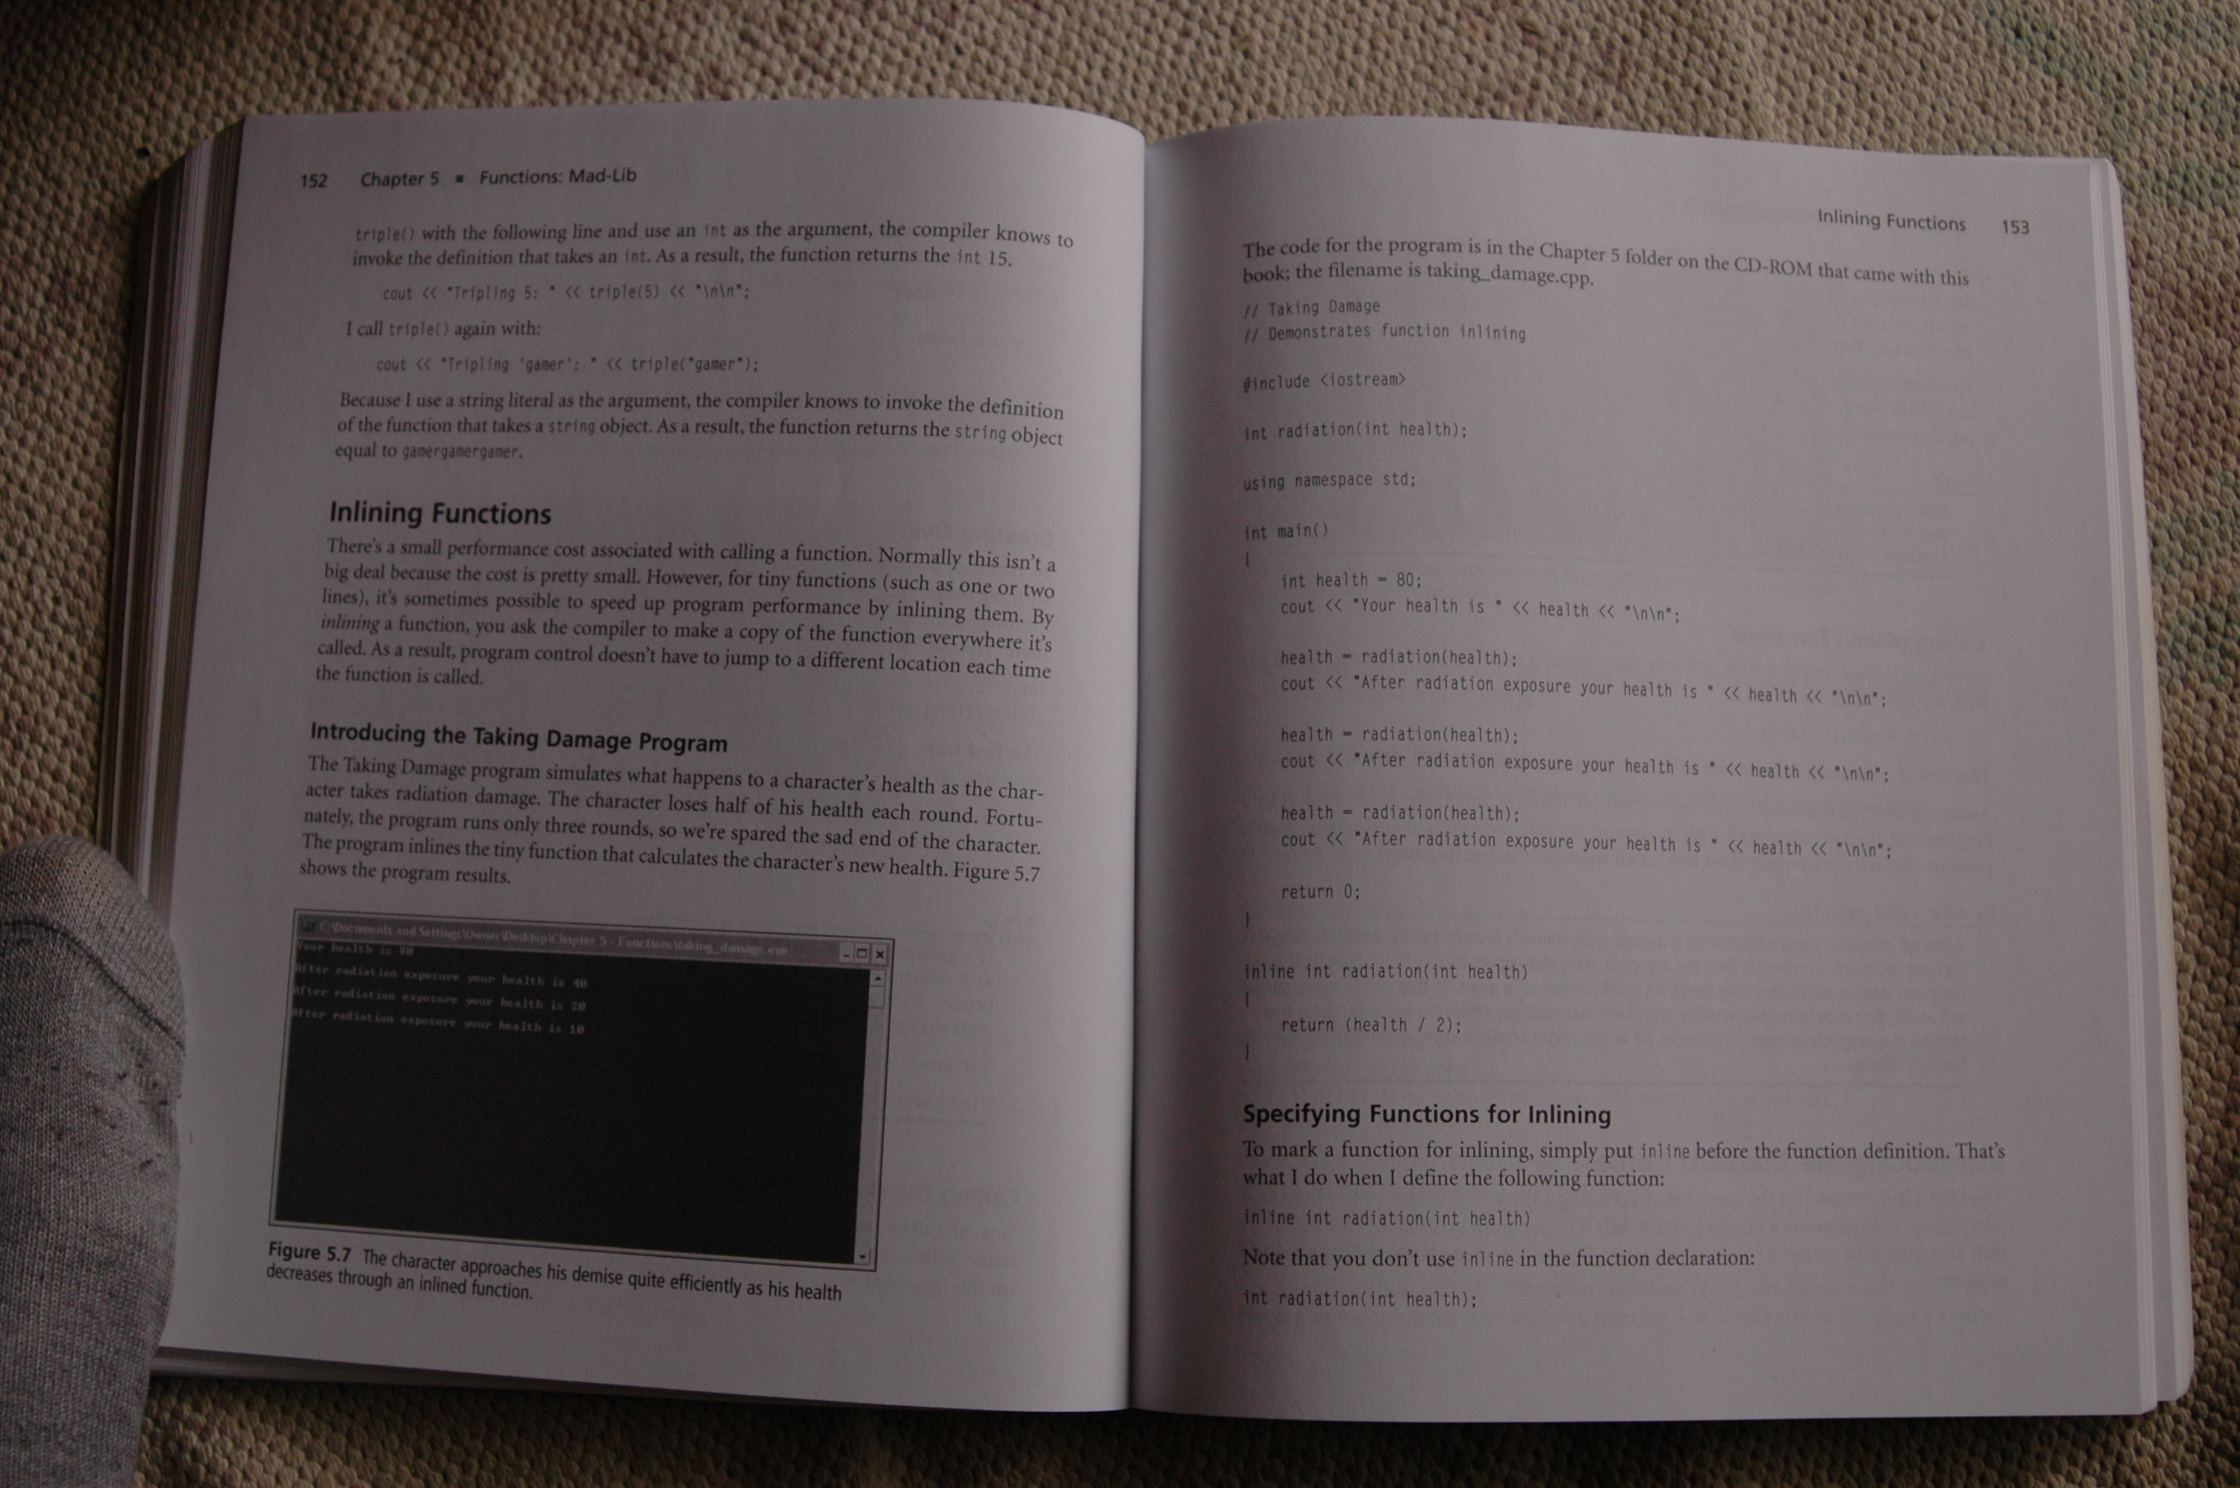 152 Chapter 5 ▪ Functions: Mad-Lib
triple() with the following line and use an int as the argument, the compiler knows to
invoke the definition that takes an int. As a result, the function returns the int 15.
cout << "Tripling 5: " << triple(5) << "\n\n";
I call triple() again with:
cout << "Tripling 'gamer': " << triple("gamer");
Because I use a string literal as the argument, the compiler knows to invoke the definition
of the function that takes a string object. As a result, the function returns the string object
equal to gamergamergamer.
Inlining Functions
There's a small performance cost associated with calling a function. Normally this isn't a
big deal because the cost is pretty small. However, for tiny functions (such as one or two
lines), it's sometimes possible to speed up program performance by inlining them. By
inlining a function, you ask the compiler to make a copy of the function everywhere it's
called. As a result, program control doesn't have to jump to a different location each time
the function is called.
Introducing the Taking Damage Program
The Taking Damage program simulates what happens to a character's health as the char-
acter takes radiation damage. The character loses half of his health each round. Fortu-
nately, the program runs only three rounds, so we're spared the sad end of the character.
The program inlines the tiny function that calculates the character's new health. Figure 5.7
shows the program results.
C:\Documents and Settings\Owner\Desktop\Chapter 5 - Functions\taking_damage.exe
Your health is 80
After radiation exposure your health is 40
After radiation exposure your health is 20
After radiation exposure your health is 10
Figure 5.7 The character approaches his demise quite efficiently as his health
decreases through an inlined function.
Inlining Functions 153
The code for the program is in the Chapter 5 folder on the CD-ROM that came with this
book; the filename is taking_damage.cpp.
// Taking Damage
// Demonstrates function inlining
#include <iostream>
int radiation(int health);
using namespace std;
int main()
{
int health = 80;
cout << "Your health is " << health << "\n\n";
health = radiation(health);
cout << "After radiation exposure your health is " << health << "\n\n";
health = radiation(health);
cout << "After radiation exposure your health is " << health << "\n\n";
health = radiation(health);
cout << "After radiation exposure your health is " << health << "\n\n";
return 0;
}
inline int radiation(int health)
{
return (health / 2);
}
Specifying Functions for Inlining
To mark a function for inlining, simply put inline before the function definition. That's
what I do when I define the following function:
inline int radiation(int health)
Note that you don't use inline in the function declaration:
int radiation(int health);